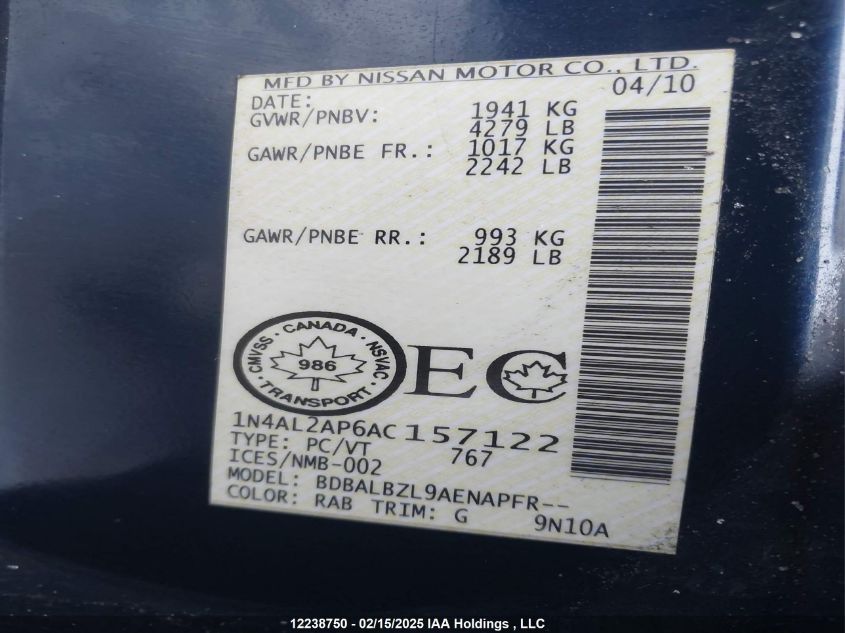 MFD BY NISSAN MOTOR CO., LTD.
DATE: 04/10
GVWR/PNBV: 1941 KG
4279 LB
GAWR/PNBE FR.: 1017 KG
2242 LB
GAWR/PNBE RR.: 993 KG
2189 LB
CANADA · NSVAC · TRANSPORT · CMVSS ·
986
EC
1N4AL2AP6AC157122
TYPE: PC/VT 767
ICES/NMB-002
MODEL: BDBALBZL9AENAPFR--
COLOR: RAB TRIM: G 9N10A
12238750 - 02/15/2025 IAA Holdings , LLC